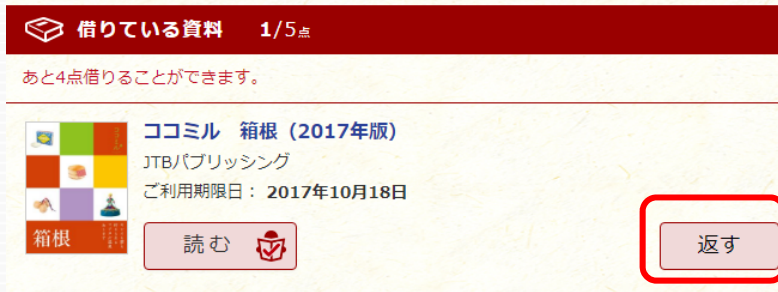 借りている資料 1/5点
あと4点借りることができます。
ココミル 箱根（2017年版）
JTBパブリッシング
ご利用期限日： 2017年10月18日
箱根
読む
返す